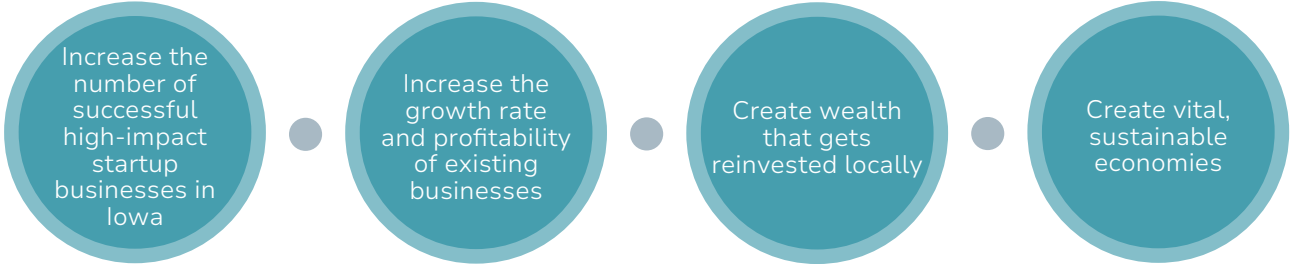 Increase the
number of
successful
high-impact
startup
businesses in
Iowa
Increase the
growth rate
and profitability
of existing
businesses
Create wealth
that gets
reinvested locally
Create vital,
sustainable
economies